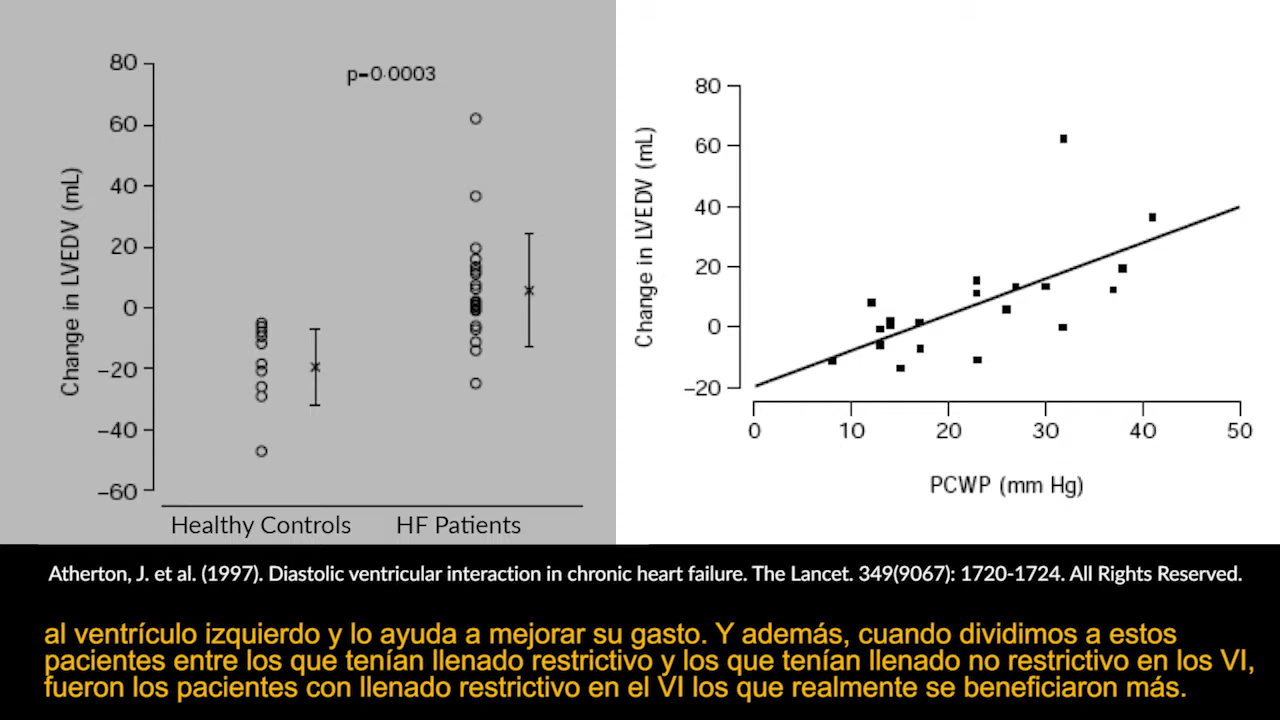 80
60
40
20
0
−20
−40
−60
Change in LVEDV (mL)
p=0·0003
Healthy Controls
HF Patients
80
60
40
20
0
−20
Change in LVEDV (mL)
0 10 20 30 40 50
PCWP (mm Hg)
Atherton, J. et al. (1997). Diastolic ventricular interaction in chronic heart failure. The Lancet. 349(9067): 1720-1724. All Rights Reserved.
al ventrículo izquierdo y lo ayuda a mejorar su gasto. Y además, cuando dividimos a estos
pacientes entre los que tenían llenado restrictivo y los que tenían llenado no restrictivo en los VI,
fueron los pacientes con llenado restrictivo en el VI los que realmente se beneficiaron más.